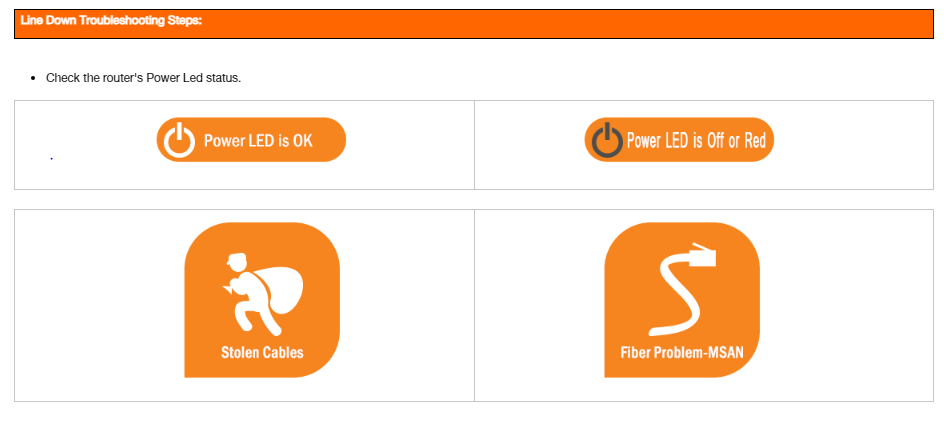 Line Down Troubleshooting Steps:
Check the router's Power Led status.
Power LED is OK
Power LED is Off or Red
Stolen Cables
Fiber Problem-MSAN